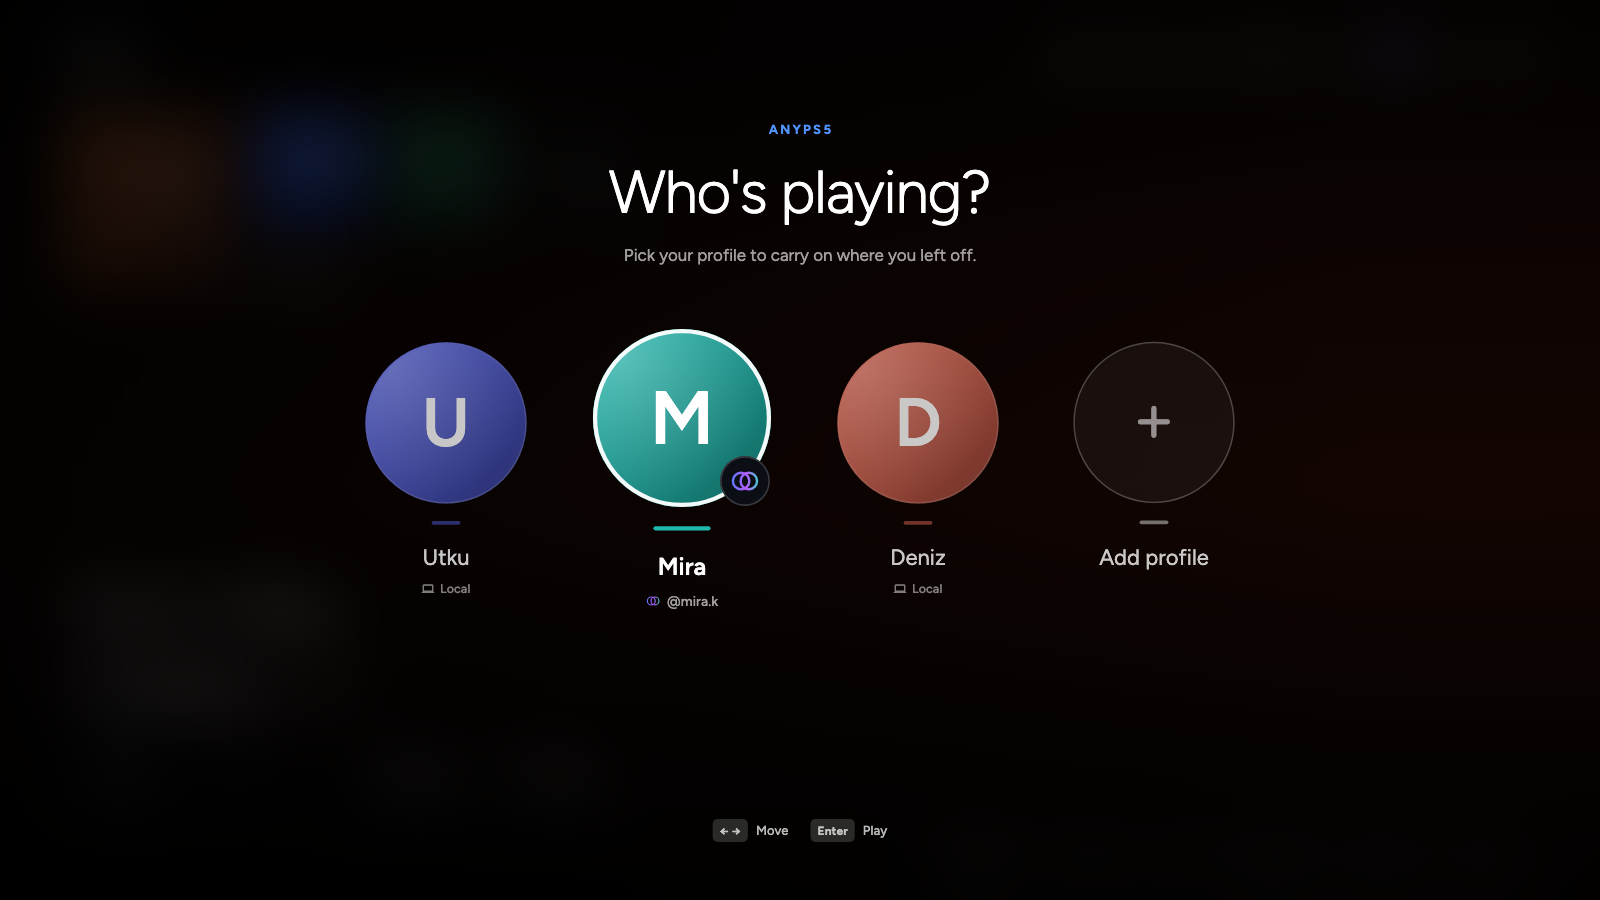 ANYPS5
Who's playing?
Pick your profile to carry on where you left off.
U
M
D
Utku
Mira
Deniz
Add profile
Local
@mira.k
Local
Move
Enter
Play